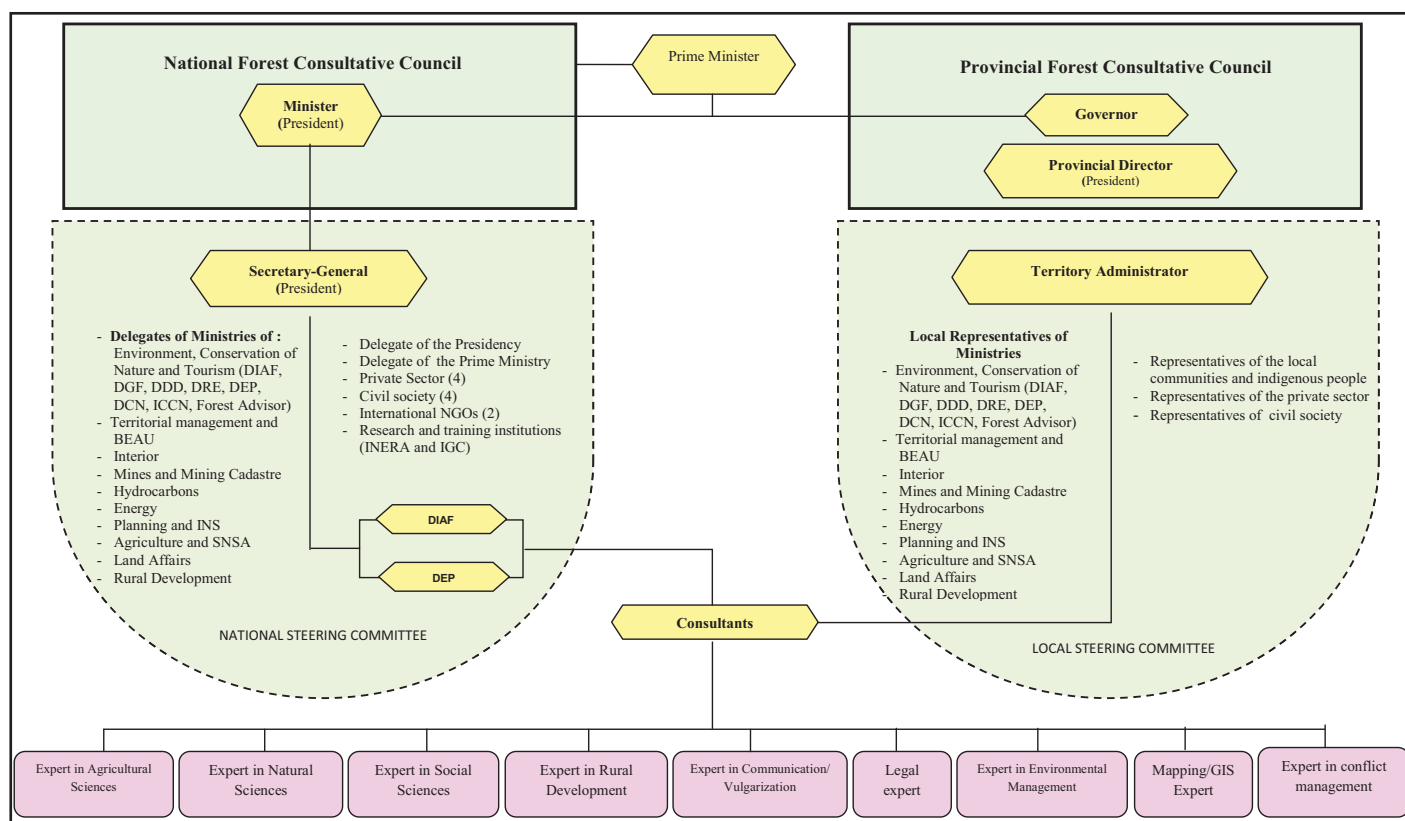 National Forest Consultative Council
Minister
(President)
Prime Minister
Provincial Forest Consultative Council
Governor
Provincial Director
(President)
Secretary-General
(President)
- Delegates of Ministries of :
Environment, Conservation of
Nature and Tourism (DIAF,
DGF, DDD, DRE, DEP,
DCN, ICCN, Forest Advisor)
- Territorial management and
BEAU
- Interior
- Mines and Mining Cadastre
- Hydrocarbons
- Energy
- Planning and INS
- Agriculture and SNSA
- Land Affairs
- Rural Development
- Delegate of the Presidency
- Delegate of the Prime Ministry
- Private Sector (4)
- Civil society (4)
- International NGOs (2)
- Research and training institutions
(INERA and IGC)
DIAF
DEP
NATIONAL STEERING COMMITTEE
Territory Administrator
Local Representatives of
Ministries
- Environment, Conservation of
Nature and Tourism (DIAF,
DGF, DDD, DRE, DEP,
DCN, ICCN, Forest Advisor)
- Territorial management and
BEAU
- Interior
- Mines and Mining Cadastre
- Hydrocarbons
- Energy
- Planning and INS
- Agriculture and SNSA
- Land Affairs
- Rural Development
- Representatives of the local
communities and indigenous people
- Representatives of the private sector
- Representatives of civil society
LOCAL STEERING COMMITTEE
Consultants
Expert in Agricultural
Sciences
Expert in Natural
Sciences
Expert in Social
Sciences
Expert in Rural
Development
Expert in Communication/
Vulgarization
Legal
expert
Expert in Environmental
Management
Mapping/GIS
Expert
Expert in conflict
management